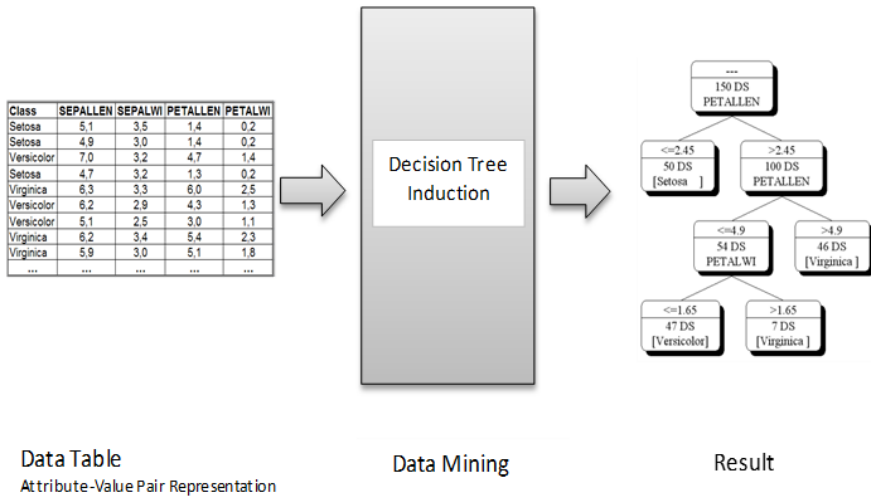 Class SEPALLEN SEPALWI PETALLEN PETALWI
Setosa 5,1 3,5 1,4 0,2
Setosa 4,9 3,0 1,4 0,2
Versicolor 7,0 3,2 4,7 1,4
Setosa 4,7 3,2 1,3 0,2
Virginica 6,3 3,3 6,0 2,5
Versicolor 6,2 2,9 4,3 1,3
Versicolor 5,1 2,5 3,0 1,1
Virginica 6,2 3,4 5,4 2,3
Virginica 5,9 3,0 5,1 1,8
... ... ... ... ...
Decision Tree
Induction
---
150 DS
PETALLEN
<=2.45
50 DS
[Setosa ]
>2.45
100 DS
PETALLEN
<=4.9
54 DS
PETALWI
>4.9
46 DS
[Virginica ]
<=1.65
47 DS
[Versicolor]
>1.65
7 DS
[Virginica ]
Data Table
Attribute-Value Pair Representation
Data Mining
Result